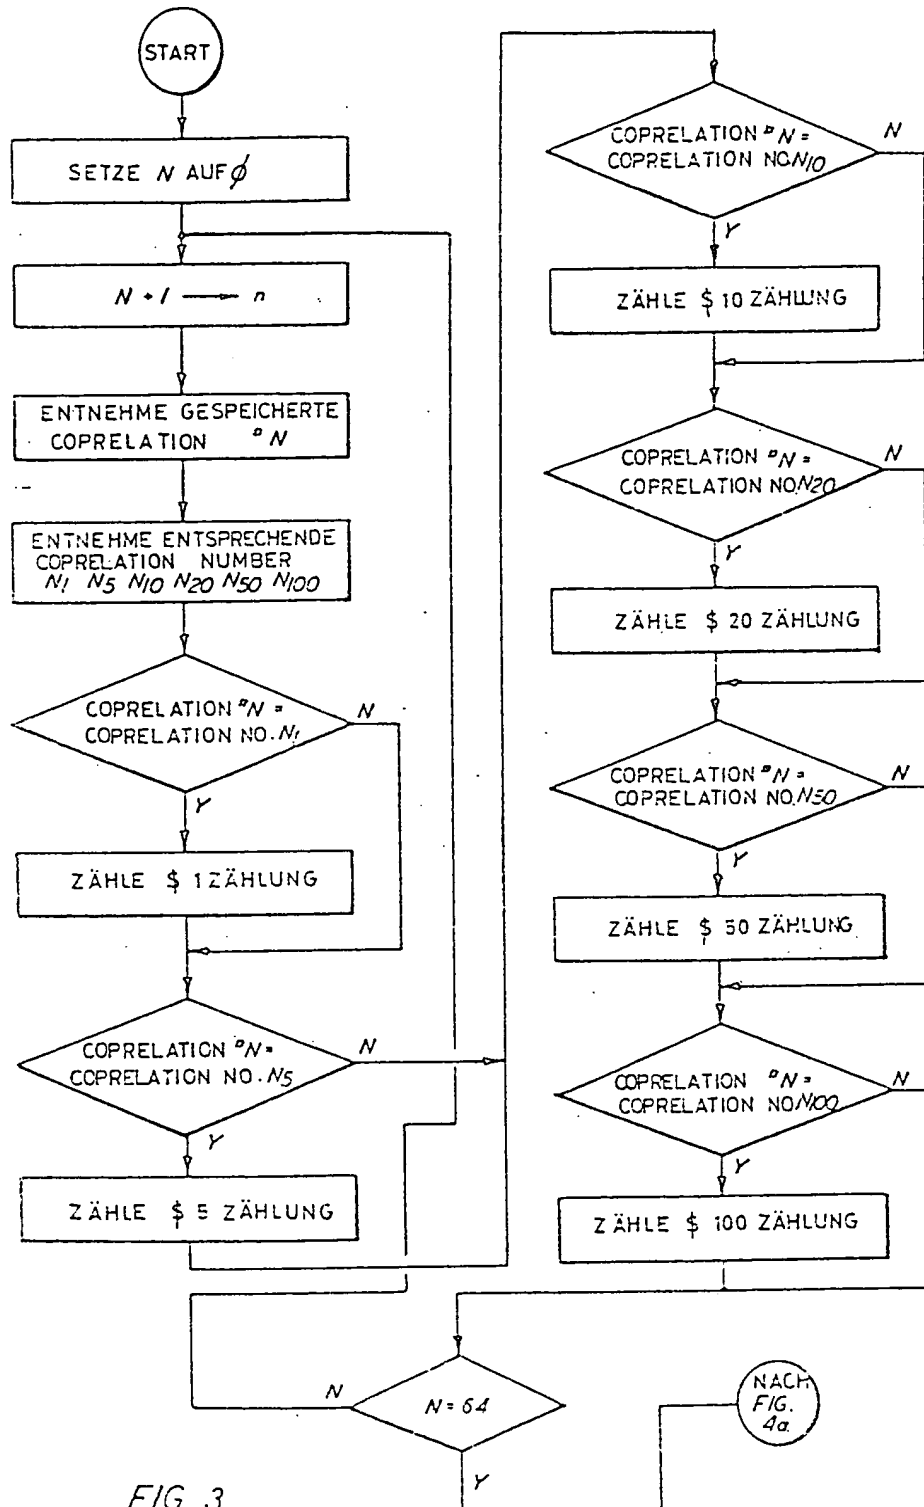 START
SETZE N AUF ∅
N + 1 → n
ENTNEHME GESPEICHERTE
COPRELATION ¤N
ENTNEHME ENTSPRECHENDE
COPRELATION NUMBER
N1 N5 N10 N20 N50 N100
COPRELATION ¤N =
COPRELATION NO. N1
N
Y
ZÄHLE $ 1 ZÄHLUNG
COPRELATION ¤N =
COPRELATION NO. N5
N
Y
ZÄHLE $ 5 ZÄHLUNG
COPRELATION ¤N =
COPRELATION NO. N10
N
Y
ZÄHLE $ 10 ZÄHLUNG
COPRELATION ¤N =
COPRELATION NO. N20
N
Y
ZÄHLE $ 20 ZÄHLUNG
COPRELATION ¤N =
COPRELATION NO. N50
N
Y
ZÄHLE $ 50 ZÄHLUNG
COPRELATION ¤N =
COPRELATION NO. N100
N
Y
ZÄHLE $ 100 ZÄHLUNG
N = 64
N
Y
NACH
FIG.
4a
FIG. 3